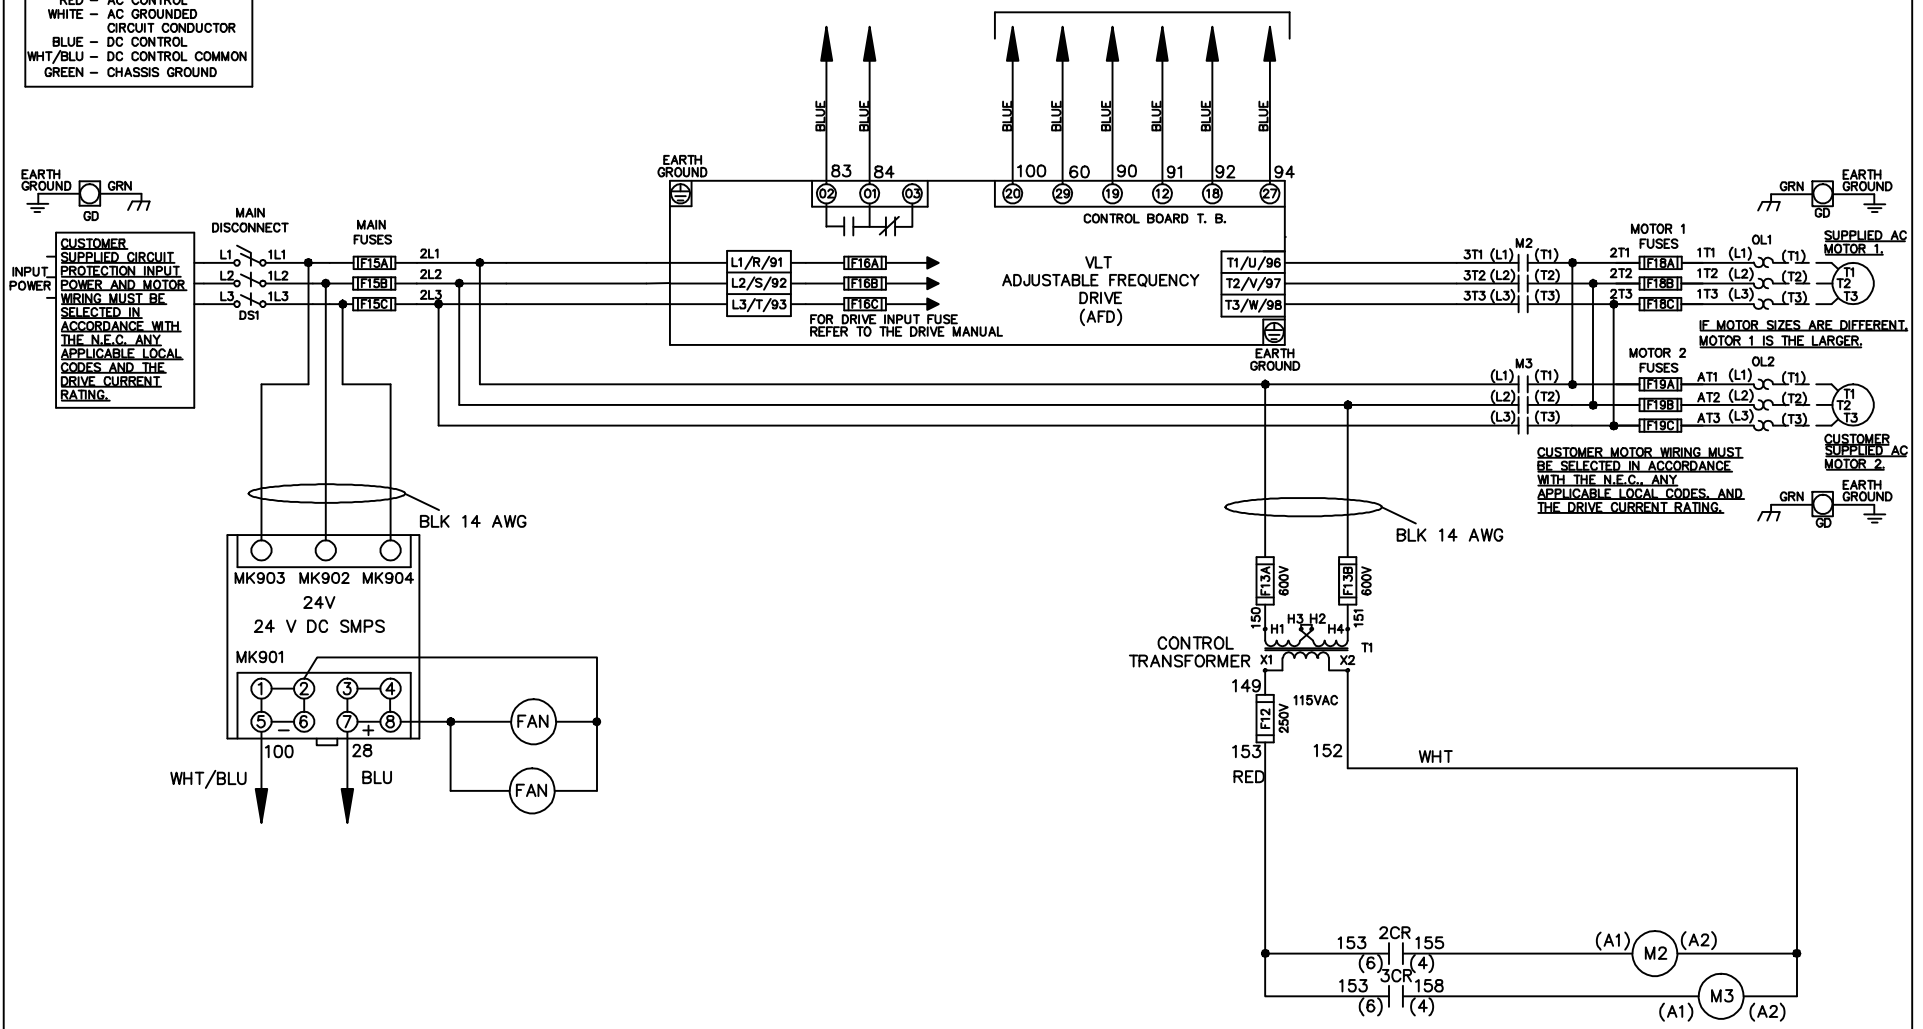 RED – AC CONTROL
WHITE – AC GROUNDED
CIRCUIT CONDUCTOR
BLUE – DC CONTROL
WHT/BLU – DC CONTROL COMMON
GREEN – CHASSIS GROUND
BLUE
BLUE
BLUE
BLUE
BLUE
BLUE
BLUE
BLUE
83
84
100
60
90
91
92
94
EARTH
GROUND
02
01
03
20
29
19
12
18
27
CONTROL BOARD T. B.
EARTH
GROUND
GRN
GD
MAIN
DISCONNECT
MAIN
FUSES
INPUT
POWER
CUSTOMER
SUPPLIED CIRCUIT
PROTECTION INPUT
POWER AND MOTOR
WIRING MUST BE
SELECTED IN
ACCORDANCE WITH
THE N.E.C. ANY
APPLICABLE LOCAL
CODES AND THE
DRIVE CURRENT
RATING.
L1
1L1
L2
1L2
L3
1L3
DS1
F15A
F15B
F15C
2L1
2L2
2L3
L1/R/91
L2/S/92
L3/T/93
F16A
F16B
F16C
FOR DRIVE INPUT FUSE
REFER TO THE DRIVE MANUAL
VLT
ADJUSTABLE FREQUENCY
DRIVE
(AFD)
T1/U/96
T2/V/97
T3/W/98
EARTH
GROUND
M2
3T1 (L1) (T1)
3T2 (L2) (T2)
3T3 (L3) (T3)
MOTOR 1
FUSES
2T1
2T2
2T3
F18A
F18B
F18C
OL1
1T1 (L1) (T1)
1T2 (L2) (T2)
1T3 (L3) (T3)
GRN
EARTH
GROUND
GD
SUPPLIED AC
MOTOR 1.
T1
T2
T3
IF MOTOR SIZES ARE DIFFERENT,
MOTOR 1 IS THE LARGER.
M3
(L1) (T1)
(L2) (T2)
(L3) (T3)
MOTOR 2
FUSES
F19A
F19B
F19C
OL2
AT1 (L1) (T1)
AT2 (L2) (T2)
AT3 (L3) (T3)
T1
T2
T3
CUSTOMER
SUPPLIED AC
MOTOR 2.
CUSTOMER MOTOR WIRING MUST
BE SELECTED IN ACCORDANCE
WITH THE N.E.C., ANY
APPLICABLE LOCAL CODES, AND
THE DRIVE CURRENT RATING.
GRN
EARTH
GROUND
GD
BLK 14 AWG
BLK 14 AWG
MK903
MK902
MK904
24V
24 V DC SMPS
MK901
1
2
3
4
5
–
6
7
+
8
100
28
WHT/BLU
BLU
FAN
FAN
F13A
600V
F13B
600V
150
151
H1
H3
H2
H4
CONTROL
TRANSFORMER
X1
X2
T1
149
115VAC
F12
250V
153
152
RED
WHT
2CR
153
155
(6)
(4)
(A1)
M2
(A2)
3CR
153
158
(6)
(4)
(A1)
M3
(A2)